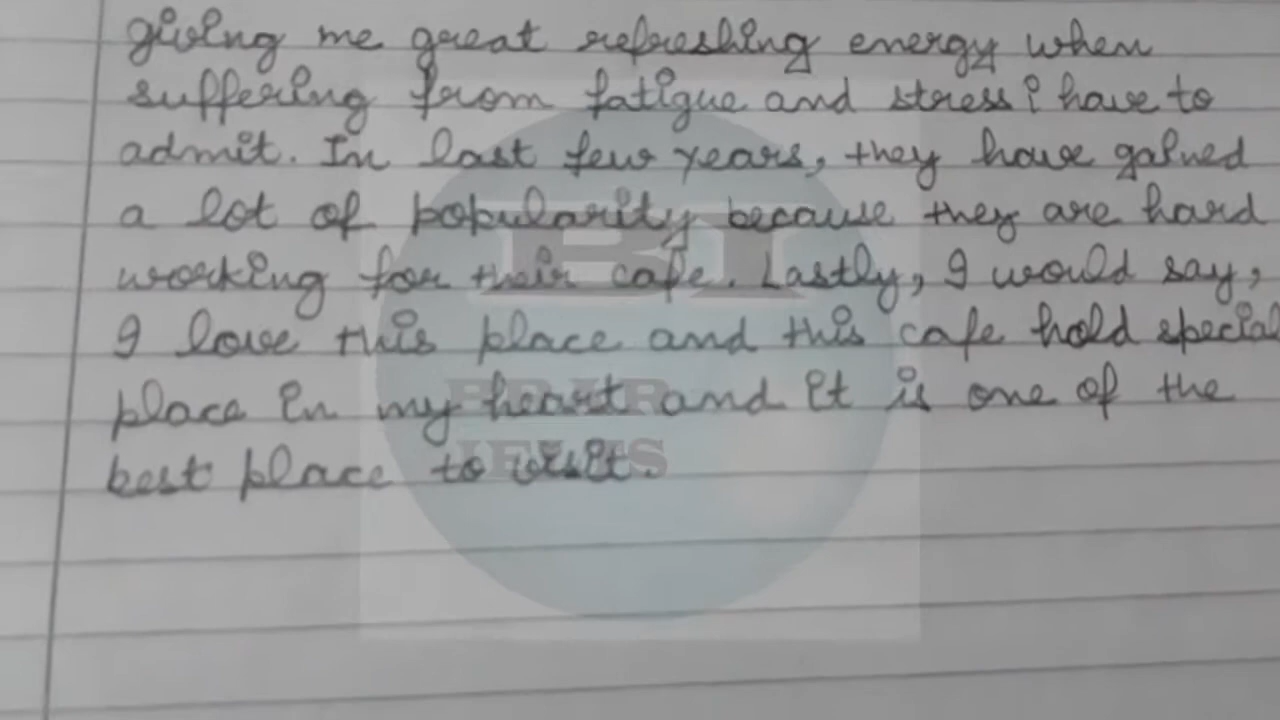 giving me great refreshing energy when
suffering from fatigue and stress i have to
admit. In last few years, they have gained
a lot of popularity because they are hard
working for their cafe. Lastly, I would say,
I love this place and this cafe hold special
place in my heart and it is one of the
best place to visit.
BI
IELTS